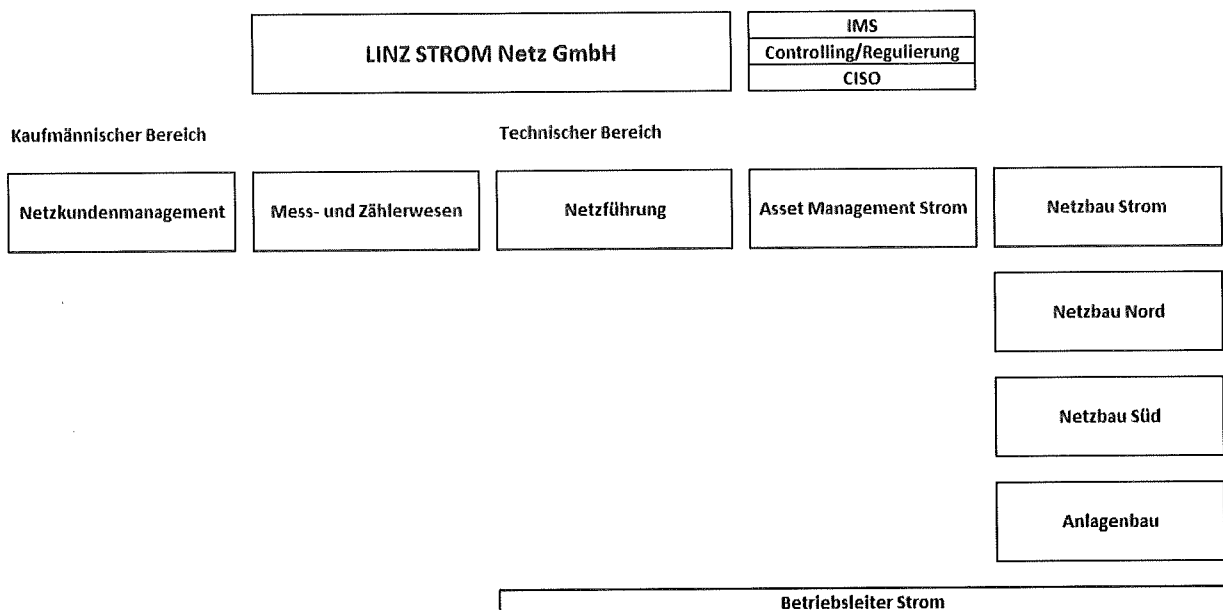 LINZ STROM Netz GmbH
IMS
Controlling/Regulierung
CISO
Kaufmännischer Bereich
Technischer Bereich
Netzkundenmanagement
Mess- und Zählerwesen
Netzführung
Asset Management Strom
Netzbau Strom
Netzbau Nord
Netzbau Süd
Anlagenbau
Betriebsleiter Strom